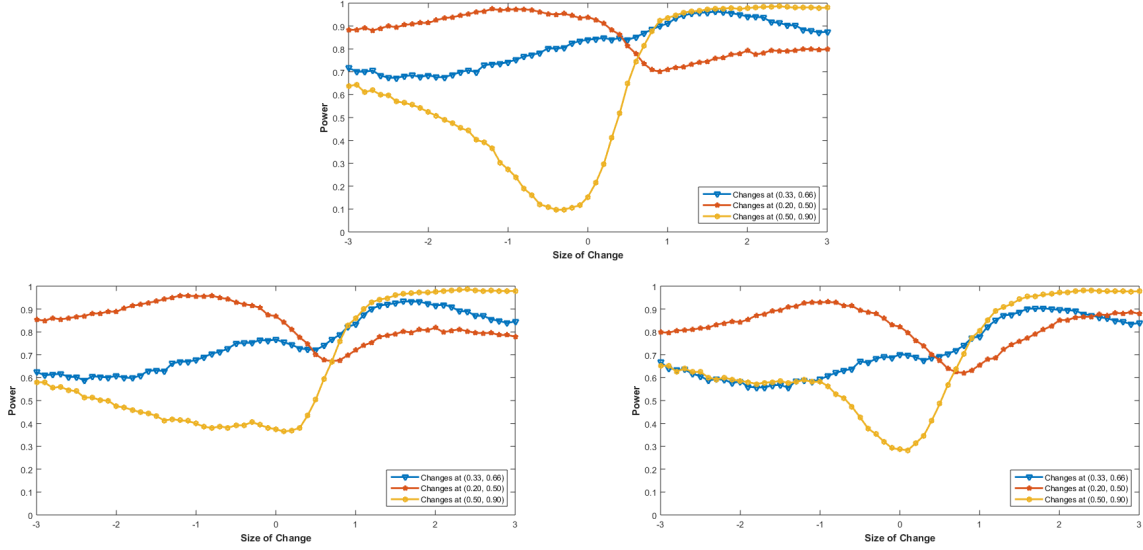 1
0.9
0.8
0.7
0.6
0.5
0.4
0.3
0.2
0.1
0
Power
-3 -2 -1 0 1 2 3
Size of Change
Changes at (0.33, 0.66)
Changes at (0.20, 0.50)
Changes at (0.50, 0.90)
1
0.9
0.8
0.7
0.6
0.5
0.4
0.3
0.2
0.1
0
Power
-3 -2 -1 0 1 2 3
Size of Change
Changes at (0.33, 0.66)
Changes at (0.20, 0.50)
Changes at (0.50, 0.90)
1
0.9
0.8
0.7
0.6
0.5
0.4
0.3
0.2
0.1
0
Power
-3 -2 -1 0 1 2 3
Size of Change
Changes at (0.33, 0.66)
Changes at (0.20, 0.50)
Changes at (0.50, 0.90)